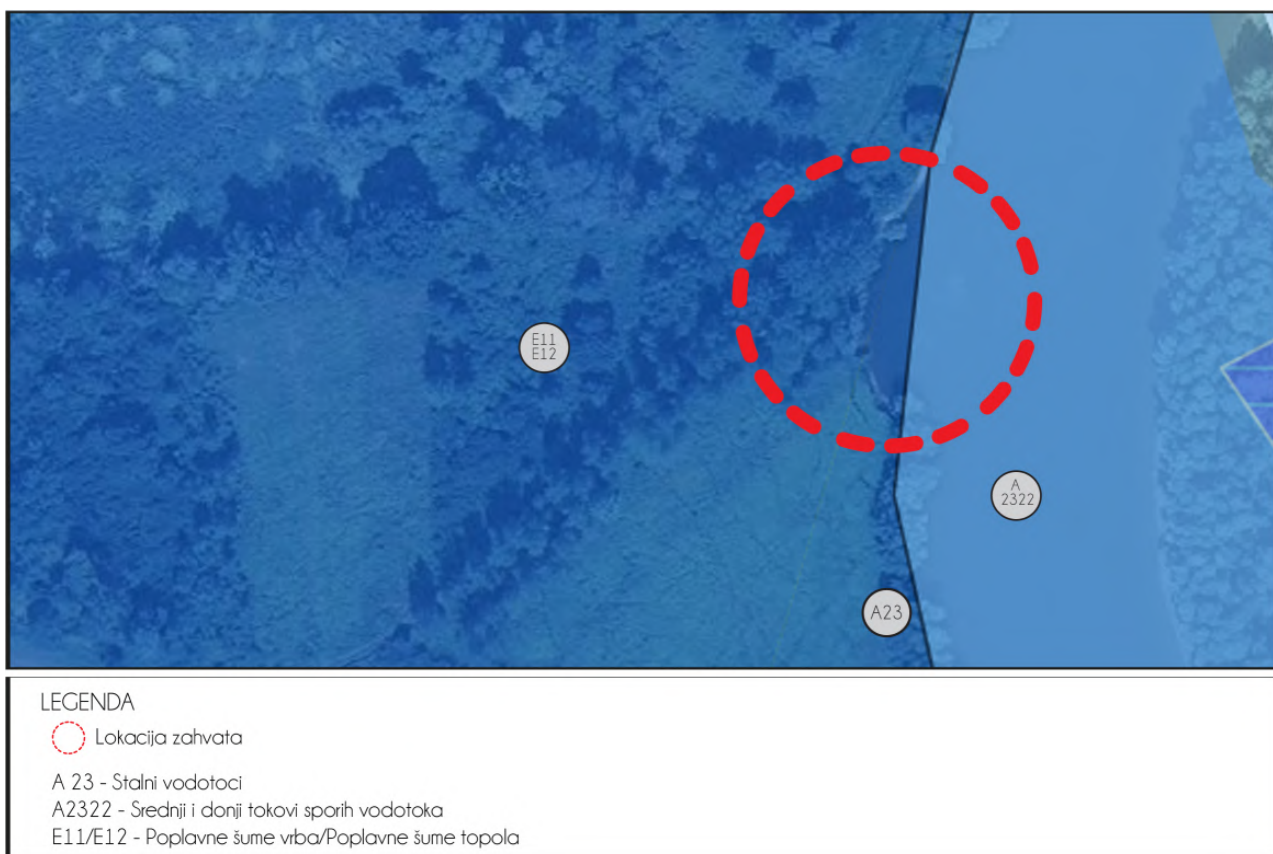 E11
E12
A
2322
A23
LEGENDA
Lokacija zahvata
A 23 - Stalni vodotoci
A2322 - Srednji i donji tokovi sporih vodotoka
E11/E12 - Poplavne šume vrba/Poplavne šume topola